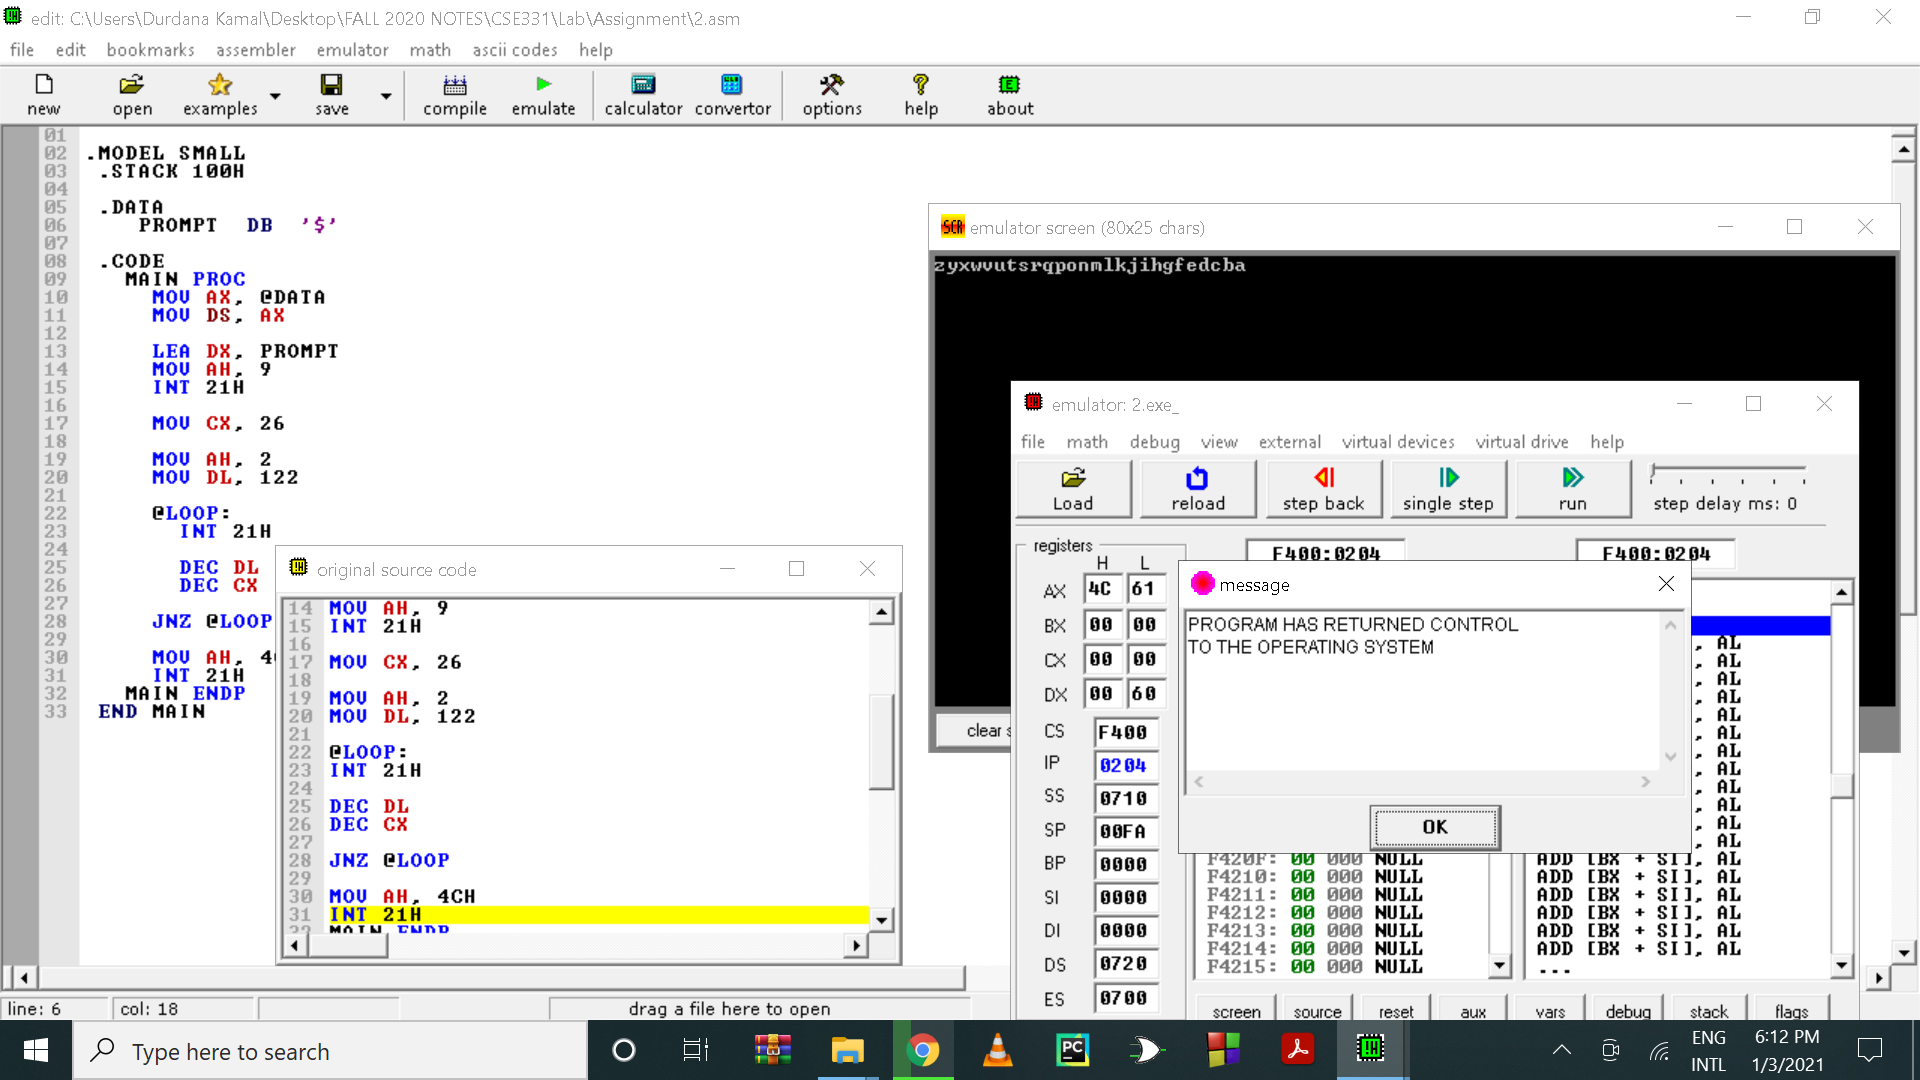 edit: C:\Users\Durdana Kamal\Desktop\FALL 2020 NOTES\CSE331\Lab\Assignment\2.asm
file edit bookmarks assembler emulator math ascii codes help
new open examples save compile emulate calculator convertor options help about
01
02 .MODEL SMALL
03 .STACK 100H
04
05 .DATA
06 PROMPT DB '$'
07
08 .CODE
09 MAIN PROC
10 MOV AX, @DATA
11 MOV DS, AX
12
13 LEA DX, PROMPT
14 MOV AH, 9
15 INT 21H
16
17 MOV CX, 26
18
19 MOV AH, 2
20 MOV DL, 122
21
22 @LOOP:
23 INT 21H
24
25 DEC DL
26 DEC CX
27
28 JNZ @LOOP
29
30 MOV AH, 4
31 INT 21H
32 MAIN ENDP
33 END MAIN
SCR emulator screen (80x25 chars)
zyxwvutsrqponmlkjihgfedcba
clear s
original source code
14 MOV AH, 9
15 INT 21H
16
17 MOV CX, 26
18
19 MOV AH, 2
20 MOV DL, 122
21
22 @LOOP:
23 INT 21H
24
25 DEC DL
26 DEC CX
27
28 JNZ @LOOP
29
30 MOV AH, 4CH
31 INT 21H
32 MAIN ENDP
emulator: 2.exe_
file math debug view external virtual devices virtual drive help
Load reload step back single step run step delay ms: 0
registers F400:0204 F400:0204
H L
AX 4C 61
BX 00 00
CX 00 00
DX 00 60
CS F400
IP 0204
SS 0710
SP 00FA
BP 0000
SI 0000
DI 0000
DS 0720
ES 0700
message
PROGRAM HAS RETURNED CONTROL
TO THE OPERATING SYSTEM
OK
, AL
, AL
, AL
, AL
, AL
, AL
, AL
, AL
, AL
, AL
, AL
, AL
F420F: 00 000 NULL ADD [BX + SI], AL
F4210: 00 000 NULL ADD [BX + SI], AL
F4211: 00 000 NULL ADD [BX + SI], AL
F4212: 00 000 NULL ADD [BX + SI], AL
F4213: 00 000 NULL ADD [BX + SI], AL
F4214: 00 000 NULL ADD [BX + SI], AL
F4215: 00 000 NULL ...
screen source reset aux vars debug stack flags
line: 6 col: 18 drag a file here to open
Type here to search
PC
ENG
INTL
6:12 PM
1/3/2021